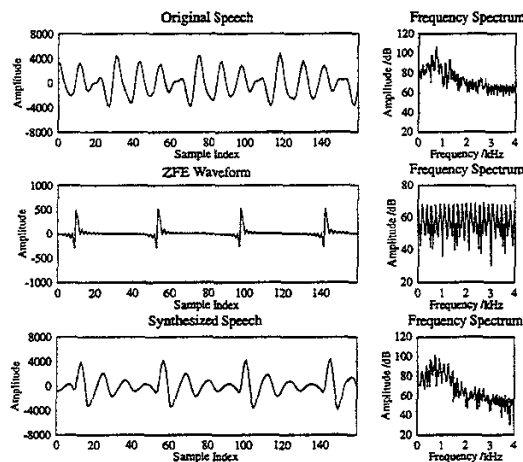 Original Speech
Frequency Spectrum
Amplitude
8000
4000
0
-4000
-8000
0 20 40 60 80 100 120 140
Sample Index
Amplitude /dB
120
100
80
60
40
20
0 1 2 3 4
Frequency /kHz
ZFE Waveform
Frequency Spectrum
Amplitude
1000
500
0
-500
-1000
0 20 40 60 80 100 120 140
Sample Index
Amplitude /dB
80
60
40
20
0 1 2 3 4
Frequency /kHz
Synthesized Speech
Frequency Spectrum
Amplitude
8000
4000
0
-4000
-8000
0 20 40 60 80 100 120 140
Sample Index
Amplitude /dB
120
100
80
60
40
20
0 1 2 3 4
Frequency /kHz